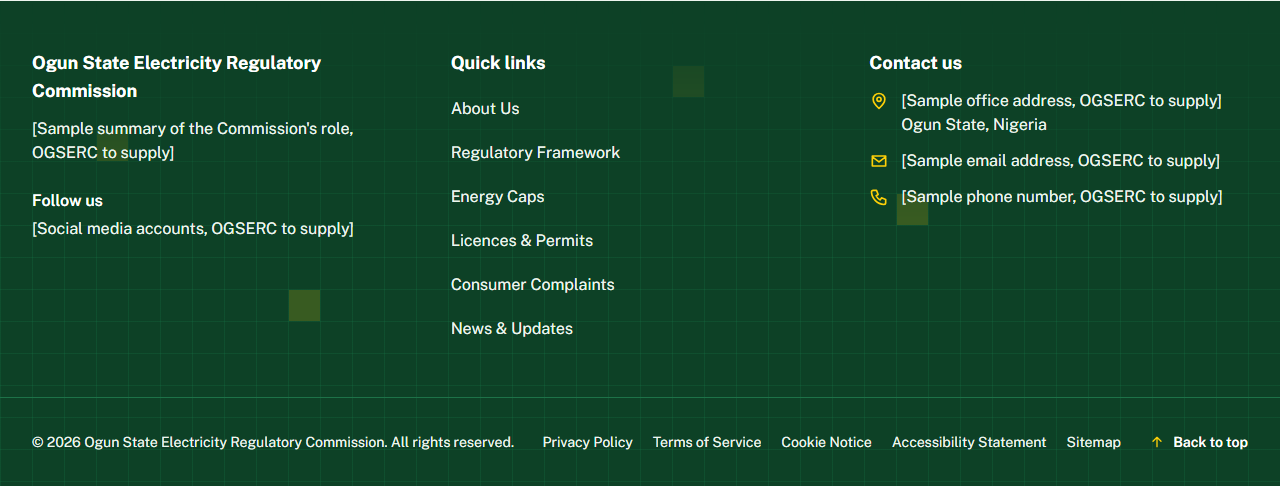 Ogun State Electricity Regulatory
Commission
[Sample summary of the Commission's role,
OGSERC to supply]
Follow us
[Social media accounts, OGSERC to supply]
Quick links
About Us
Regulatory Framework
Energy Caps
Licences & Permits
Consumer Complaints
News & Updates
Contact us
[Sample office address, OGSERC to supply]
Ogun State, Nigeria
[Sample email address, OGSERC to supply]
[Sample phone number, OGSERC to supply]
© 2026 Ogun State Electricity Regulatory Commission. All rights reserved. Privacy Policy Terms of Service Cookie Notice Accessibility Statement Sitemap Back to top